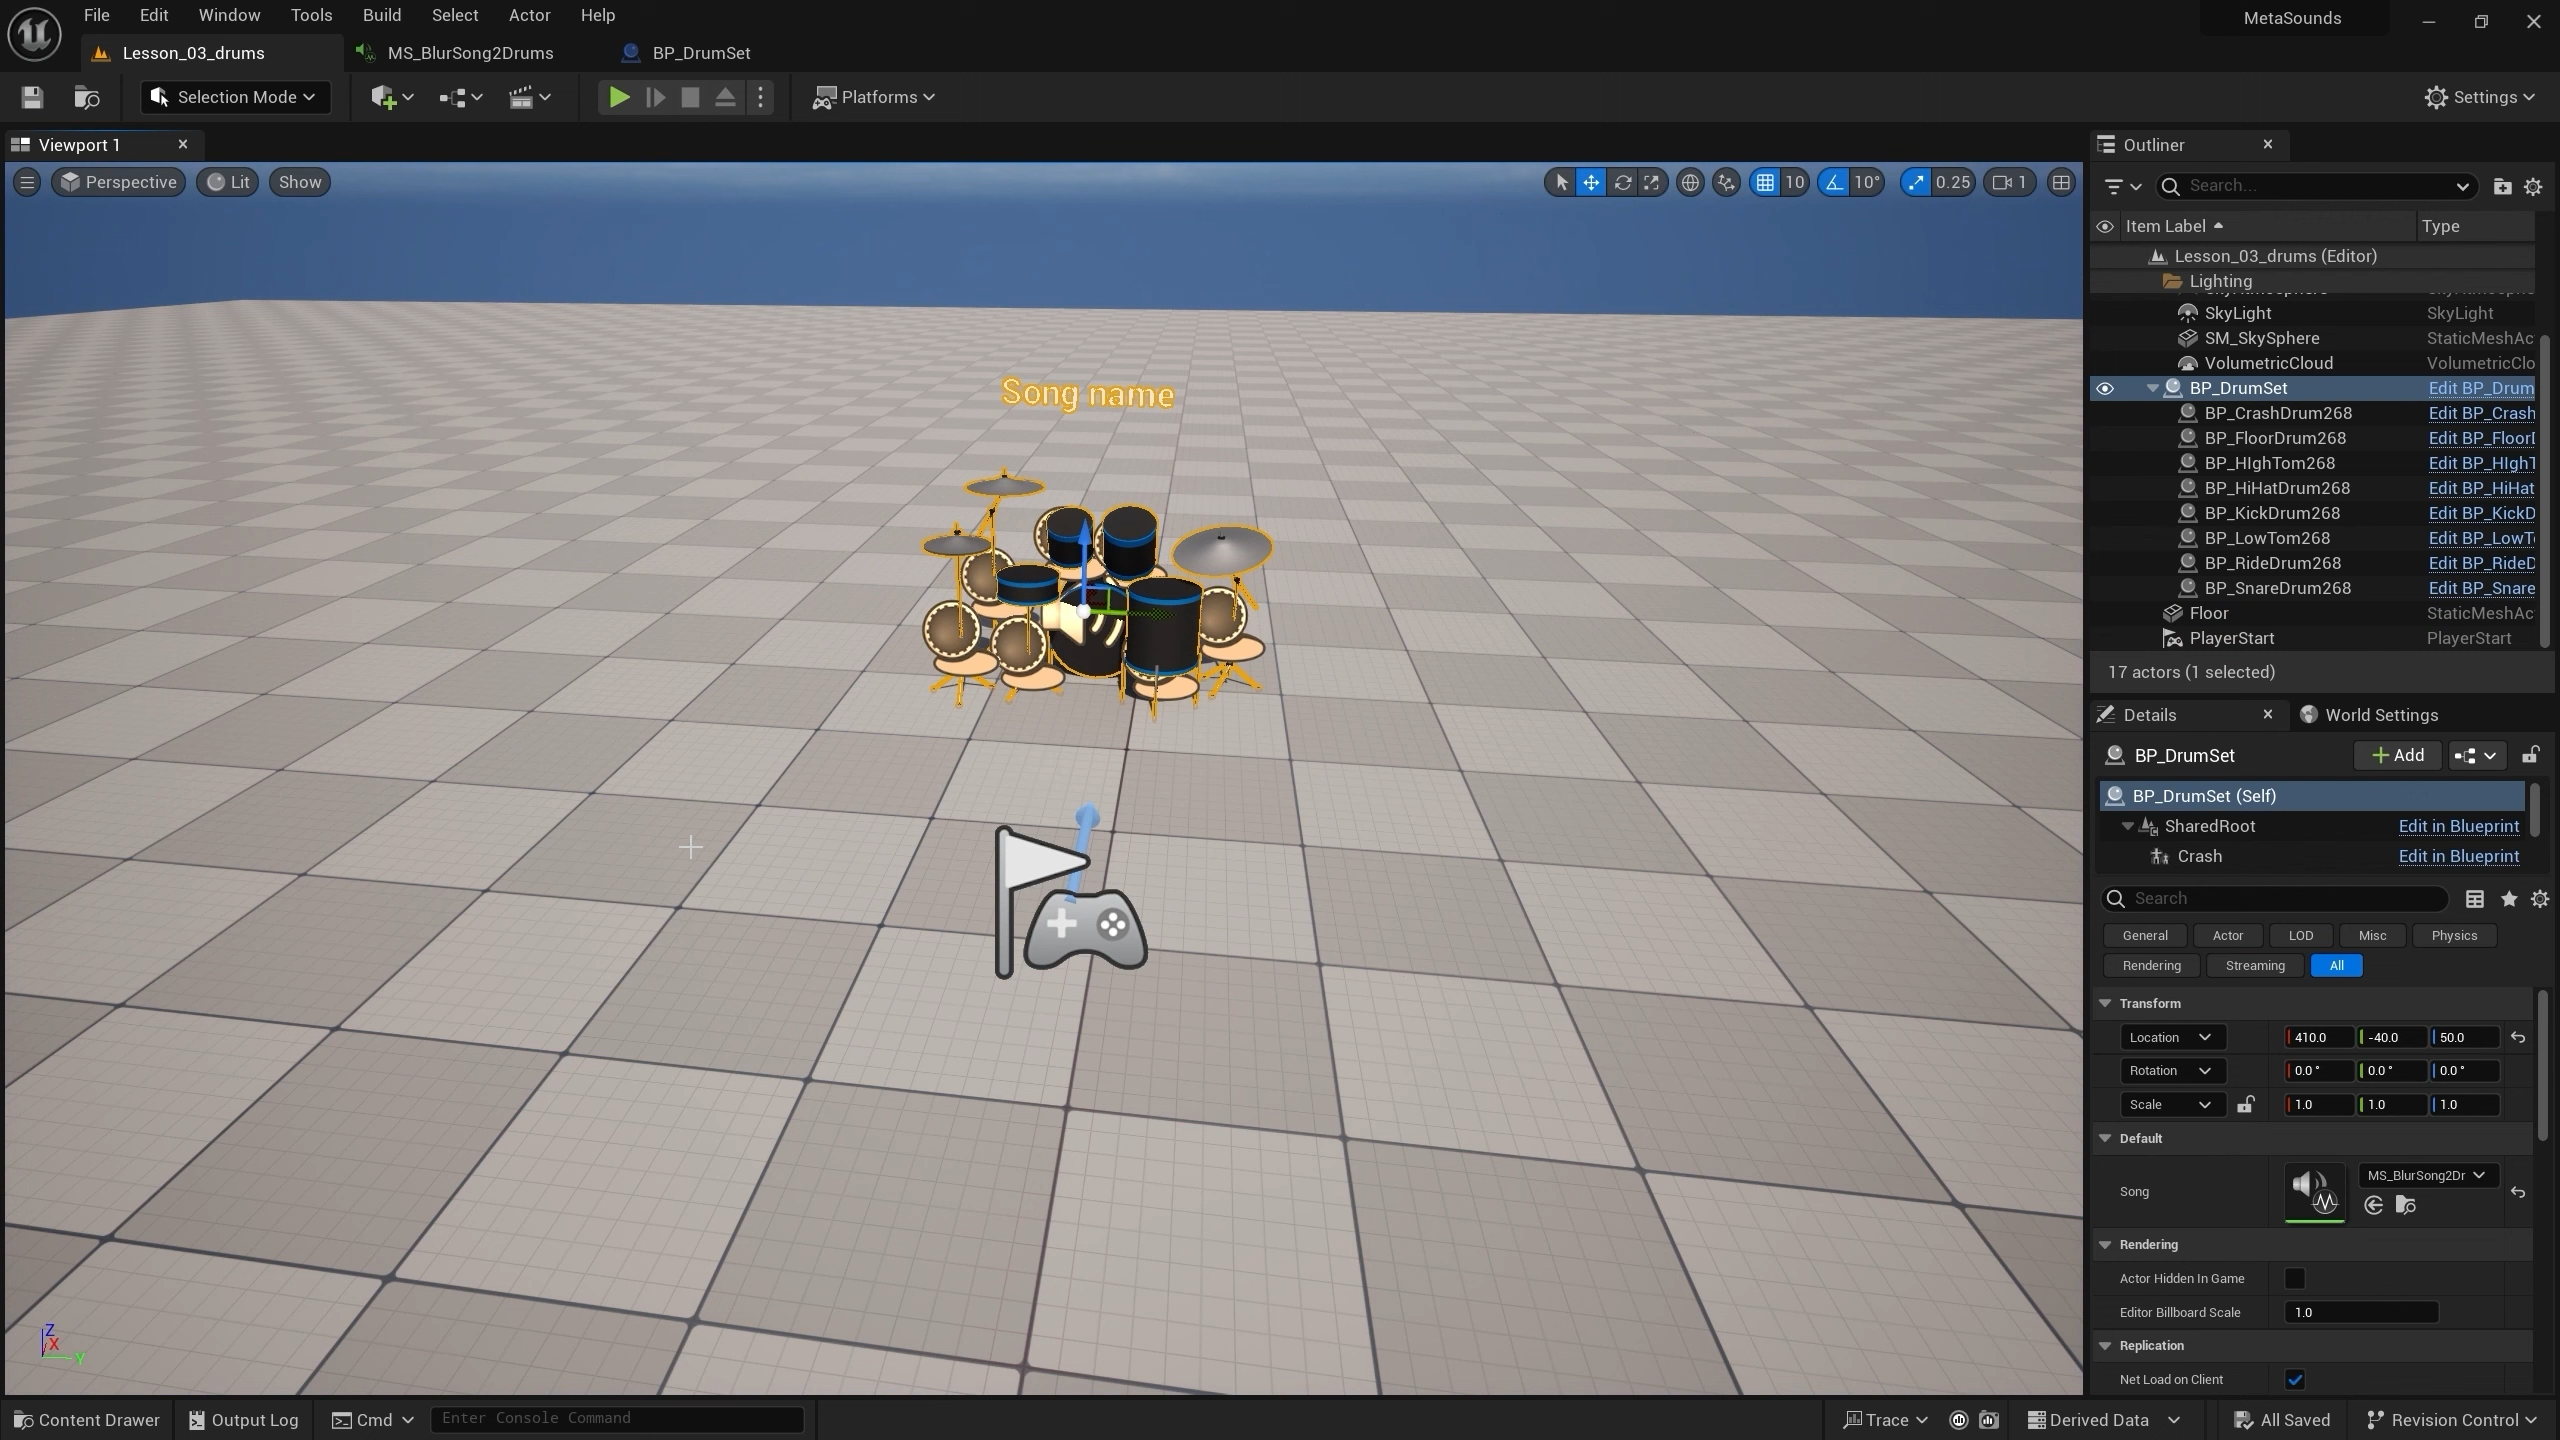 File Edit Window Tools Build Select Actor Help
MetaSounds
Lesson_03_drums MS_BlurSong2Drums BP_DrumSet
Selection Mode Platforms Settings
Viewport 1
Perspective Lit Show
10 10° 0.25 1
Song name
Z
X
Y
Outliner
Search...
Item Label Type
Lesson_03_drums (Editor)
Lighting
SkyLight SkyLight
SM_SkySphere StaticMeshAc
VolumetricCloud VolumetricClo
BP_DrumSet Edit BP_Drum
BP_CrashDrum268 Edit BP_Crash
BP_FloorDrum268 Edit BP_Floor
BP_HIghTom268 Edit BP_HIghT
BP_HiHatDrum268 Edit BP_HiHat
BP_KickDrum268 Edit BP_KickD
BP_LowTom268 Edit BP_LowT
BP_RideDrum268 Edit BP_RideD
BP_SnareDrum268 Edit BP_Snare
Floor StaticMeshAc
PlayerStart PlayerStart
17 actors (1 selected)
Details World Settings
BP_DrumSet Add
BP_DrumSet (Self)
SharedRoot Edit in Blueprint
Crash Edit in Blueprint
Search
General Actor LOD Misc Physics
Rendering Streaming All
Transform
Location 410.0 -40.0 50.0
Rotation 0.0 ° 0.0 ° 0.0 °
Scale 1.0 1.0 1.0
Default
Song MS_BlurSong2Dr
Rendering
Actor Hidden In Game
Editor Billboard Scale 1.0
Replication
Net Load on Client
Content Drawer Output Log Cmd Enter Console Command Trace Derived Data All Saved Revision Control